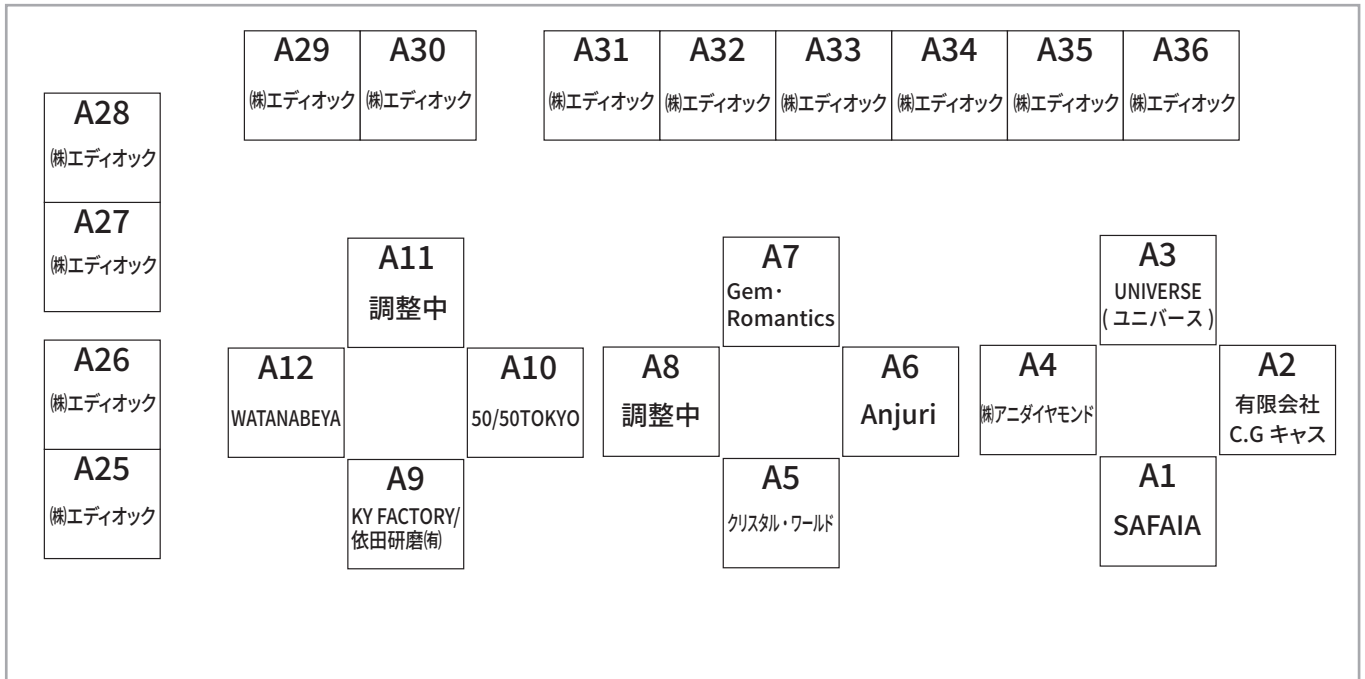 A29
㈱エディオック
A30
㈱エディオック
A31
㈱エディオック
A32
㈱エディオック
A33
㈱エディオック
A34
㈱エディオック
A35
㈱エディオック
A36
㈱エディオック
A28
㈱エディオック
A27
㈱エディオック
A26
㈱エディオック
A25
㈱エディオック
A11
調整中
A12
WATANABEYA
A10
50/50TOKYO
A9
KY FACTORY/
依田研磨㈲
A7
Gem・
Romantics
A8
調整中
A6
Anjuri
A5
クリスタル・ワールド
A3
UNIVERSE
( ユニバース )
A4
㈱アニダイヤモンド
A2
有限会社
C.G キャス
A1
SAFAIA